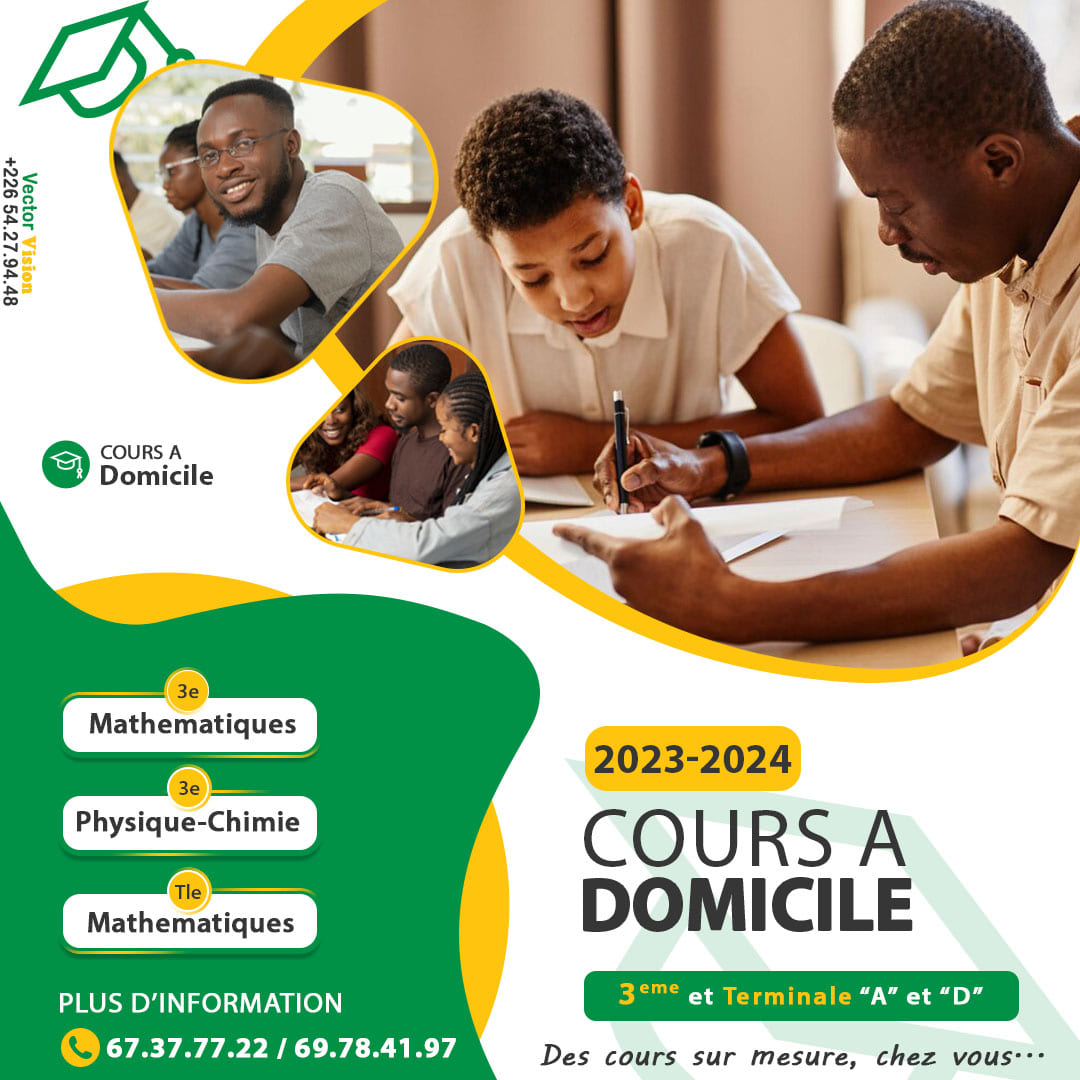 Vector Vision
+226 54.27.94.48
COURS A
Domicile
3e
Mathematiques
3e
Physique-Chimie
Tle
Mathematiques
PLUS D’INFORMATION
67.37.77.22 / 69.78.41.97
2023-2024
COURS A
DOMICILE
3eme et Terminale “A” et “D”
Des cours sur mesure, chez vous...